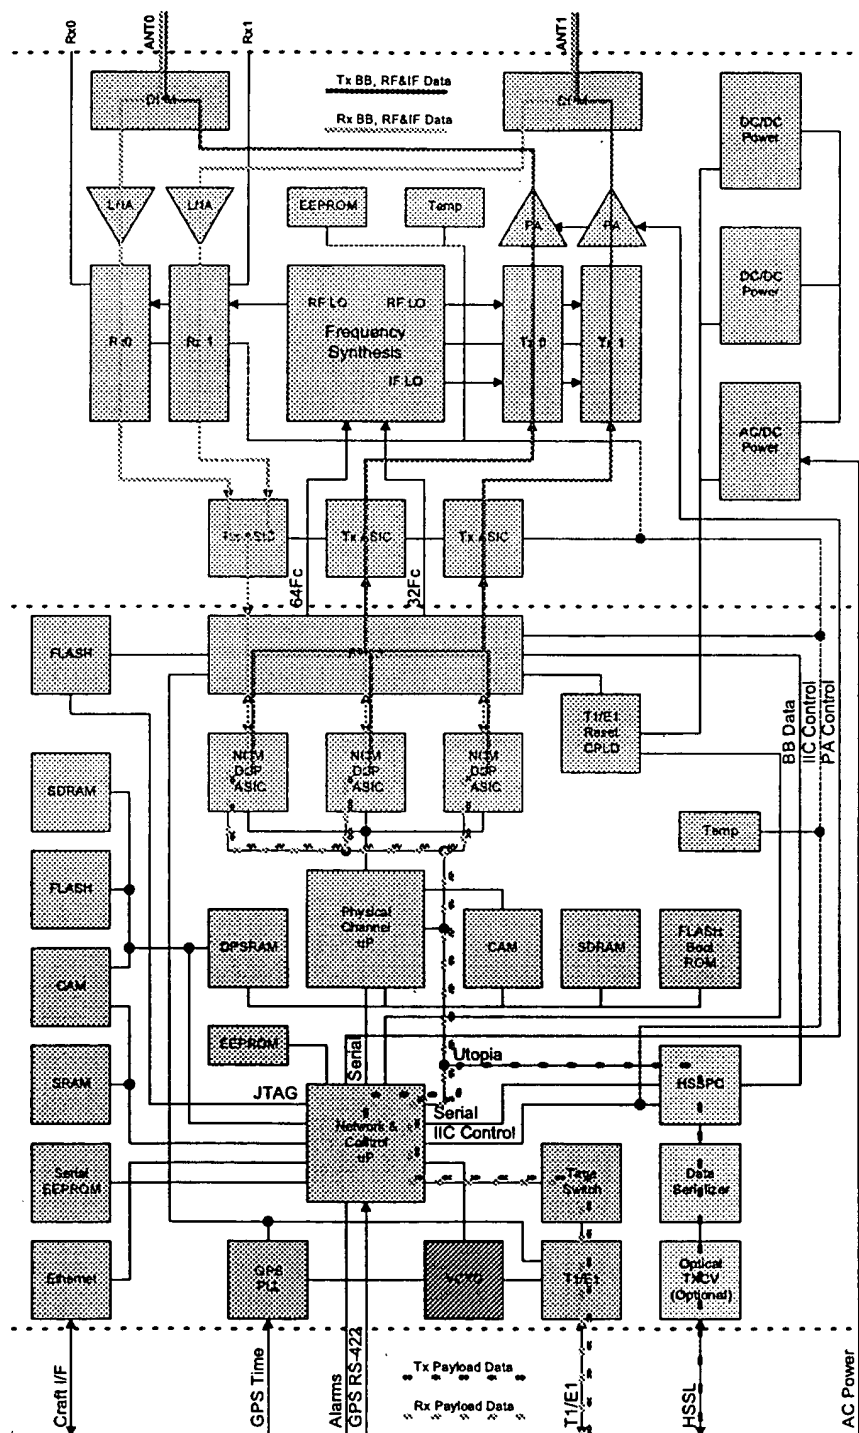 Rx0
ANT0
Rx1
ANT1
Tx BB, RF&IF Data
Rx BB, RF&IF Data
DC/DC
Power
LNA
LNA
EEPROM
Temp
PA
PA
DC/DC
Power
RF LO
RF LO
Frequency
Synthesis
IF LO
Rx0
Rx 1
Tx 0
Tx 1
AC/DC
Power
Rx ASIC
64Fc
Tx ASIC
32Fc
Tx ASIC
FLASH
T1/E1
Reset
CPLD
BB Data
IIC Control
PA Control
NCM
DSP
ASIC
NCM
DSP
ASIC
NCM
DSP
ASIC
SDRAM
Temp
FLASH
Physical
Channel
uP
DPSRAM
CAM
SDRAM
FLASH
Boot
ROM
CAM
EEPROM
Serial
Utopia
SRAM
JTAG
HSSPC
Network &
Control
uP
Serial
IIC Control
Serial
EEPROM
Time
Switch
Data
Serializer
Ethernet
GPS
PLL
VCXO
T1/E1
Optical
TXCV
(Optional)
Craft I/F
GPS Time
Alarms
GPS RS-422
Tx Payload Data
Rx Payload Data
T1/E1
HSSL
AC Power